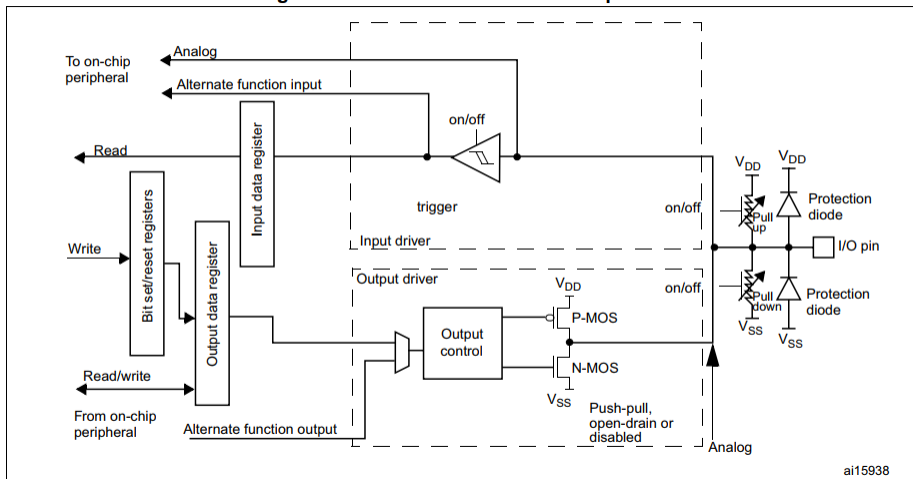 To on-chip
peripheral
Analog
Alternate function input
on/off
Read
Input data register
trigger
Input driver
on/off
VDD
VDD
Pull
up
Protection
diode
I/O pin
Bit set/reset registers
Write
Output data register
Output driver
on/off
VDD
P-MOS
Output
control
N-MOS
VSS
Pull
down
VSS
Protection
diode
VSS
Read/write
From on-chip
peripheral
Alternate function output
Push-pull,
open-drain or
disabled
Analog
ai15938